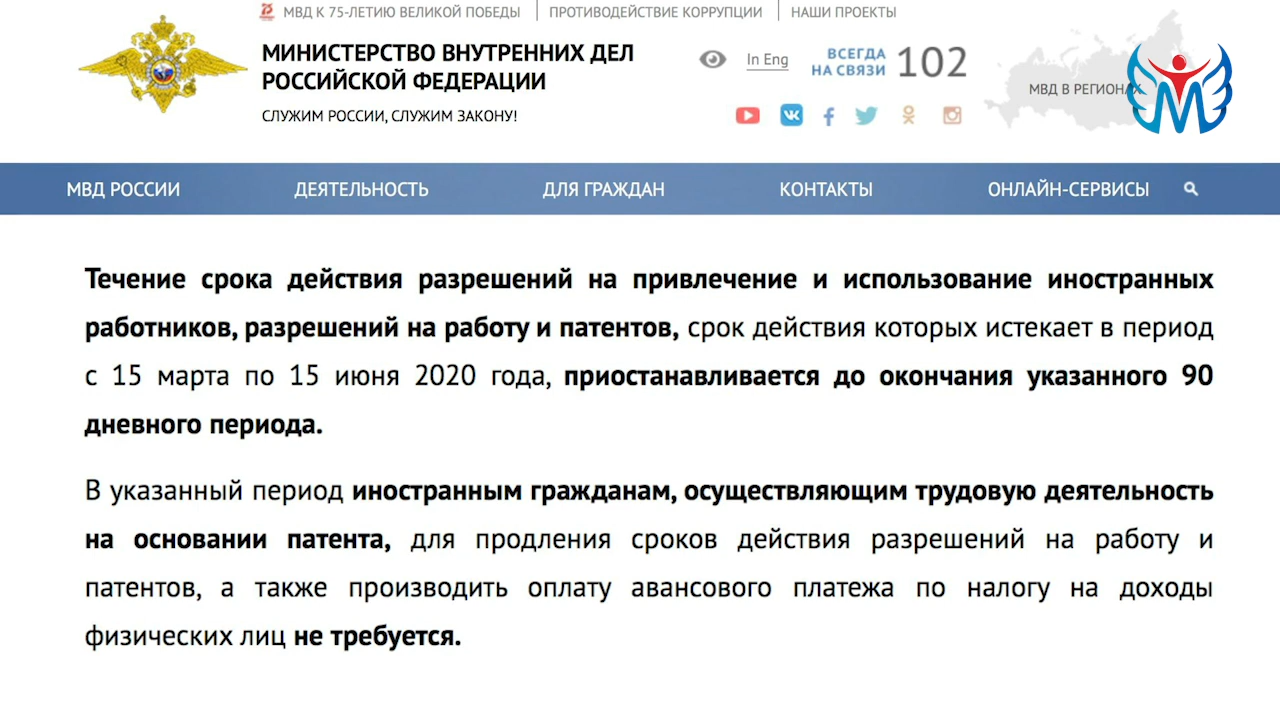 75
МВД К 75-ЛЕТИЮ ВЕЛИКОЙ ПОБЕДЫ
ПРОТИВОДЕЙСТВИЕ КОРРУПЦИИ
НАШИ ПРОЕКТЫ
МИНИСТЕРСТВО ВНУТРЕННИХ ДЕЛ
РОССИЙСКОЙ ФЕДЕРАЦИИ
СЛУЖИМ РОССИИ, СЛУЖИМ ЗАКОНУ!
In Eng
ВСЕГДА
НА СВЯЗИ
102
МВД В РЕГИОНАХ
М
МВД РОССИИ
ДЕЯТЕЛЬНОСТЬ
ДЛЯ ГРАЖДАН
КОНТАКТЫ
ОНЛАЙН-СЕРВИСЫ
Течение срока действия разрешений на привлечение и использование иностранных
работников, разрешений на работу и патентов, срок действия которых истекает в период
с 15 марта по 15 июня 2020 года, приостанавливается до окончания указанного 90
дневного периода.
В указанный период иностранным гражданам, осуществляющим трудовую деятельность
на основании патента, для продления сроков действия разрешений на работу и
патентов, а также производить оплату авансового платежа по налогу на доходы
физических лиц не требуется.